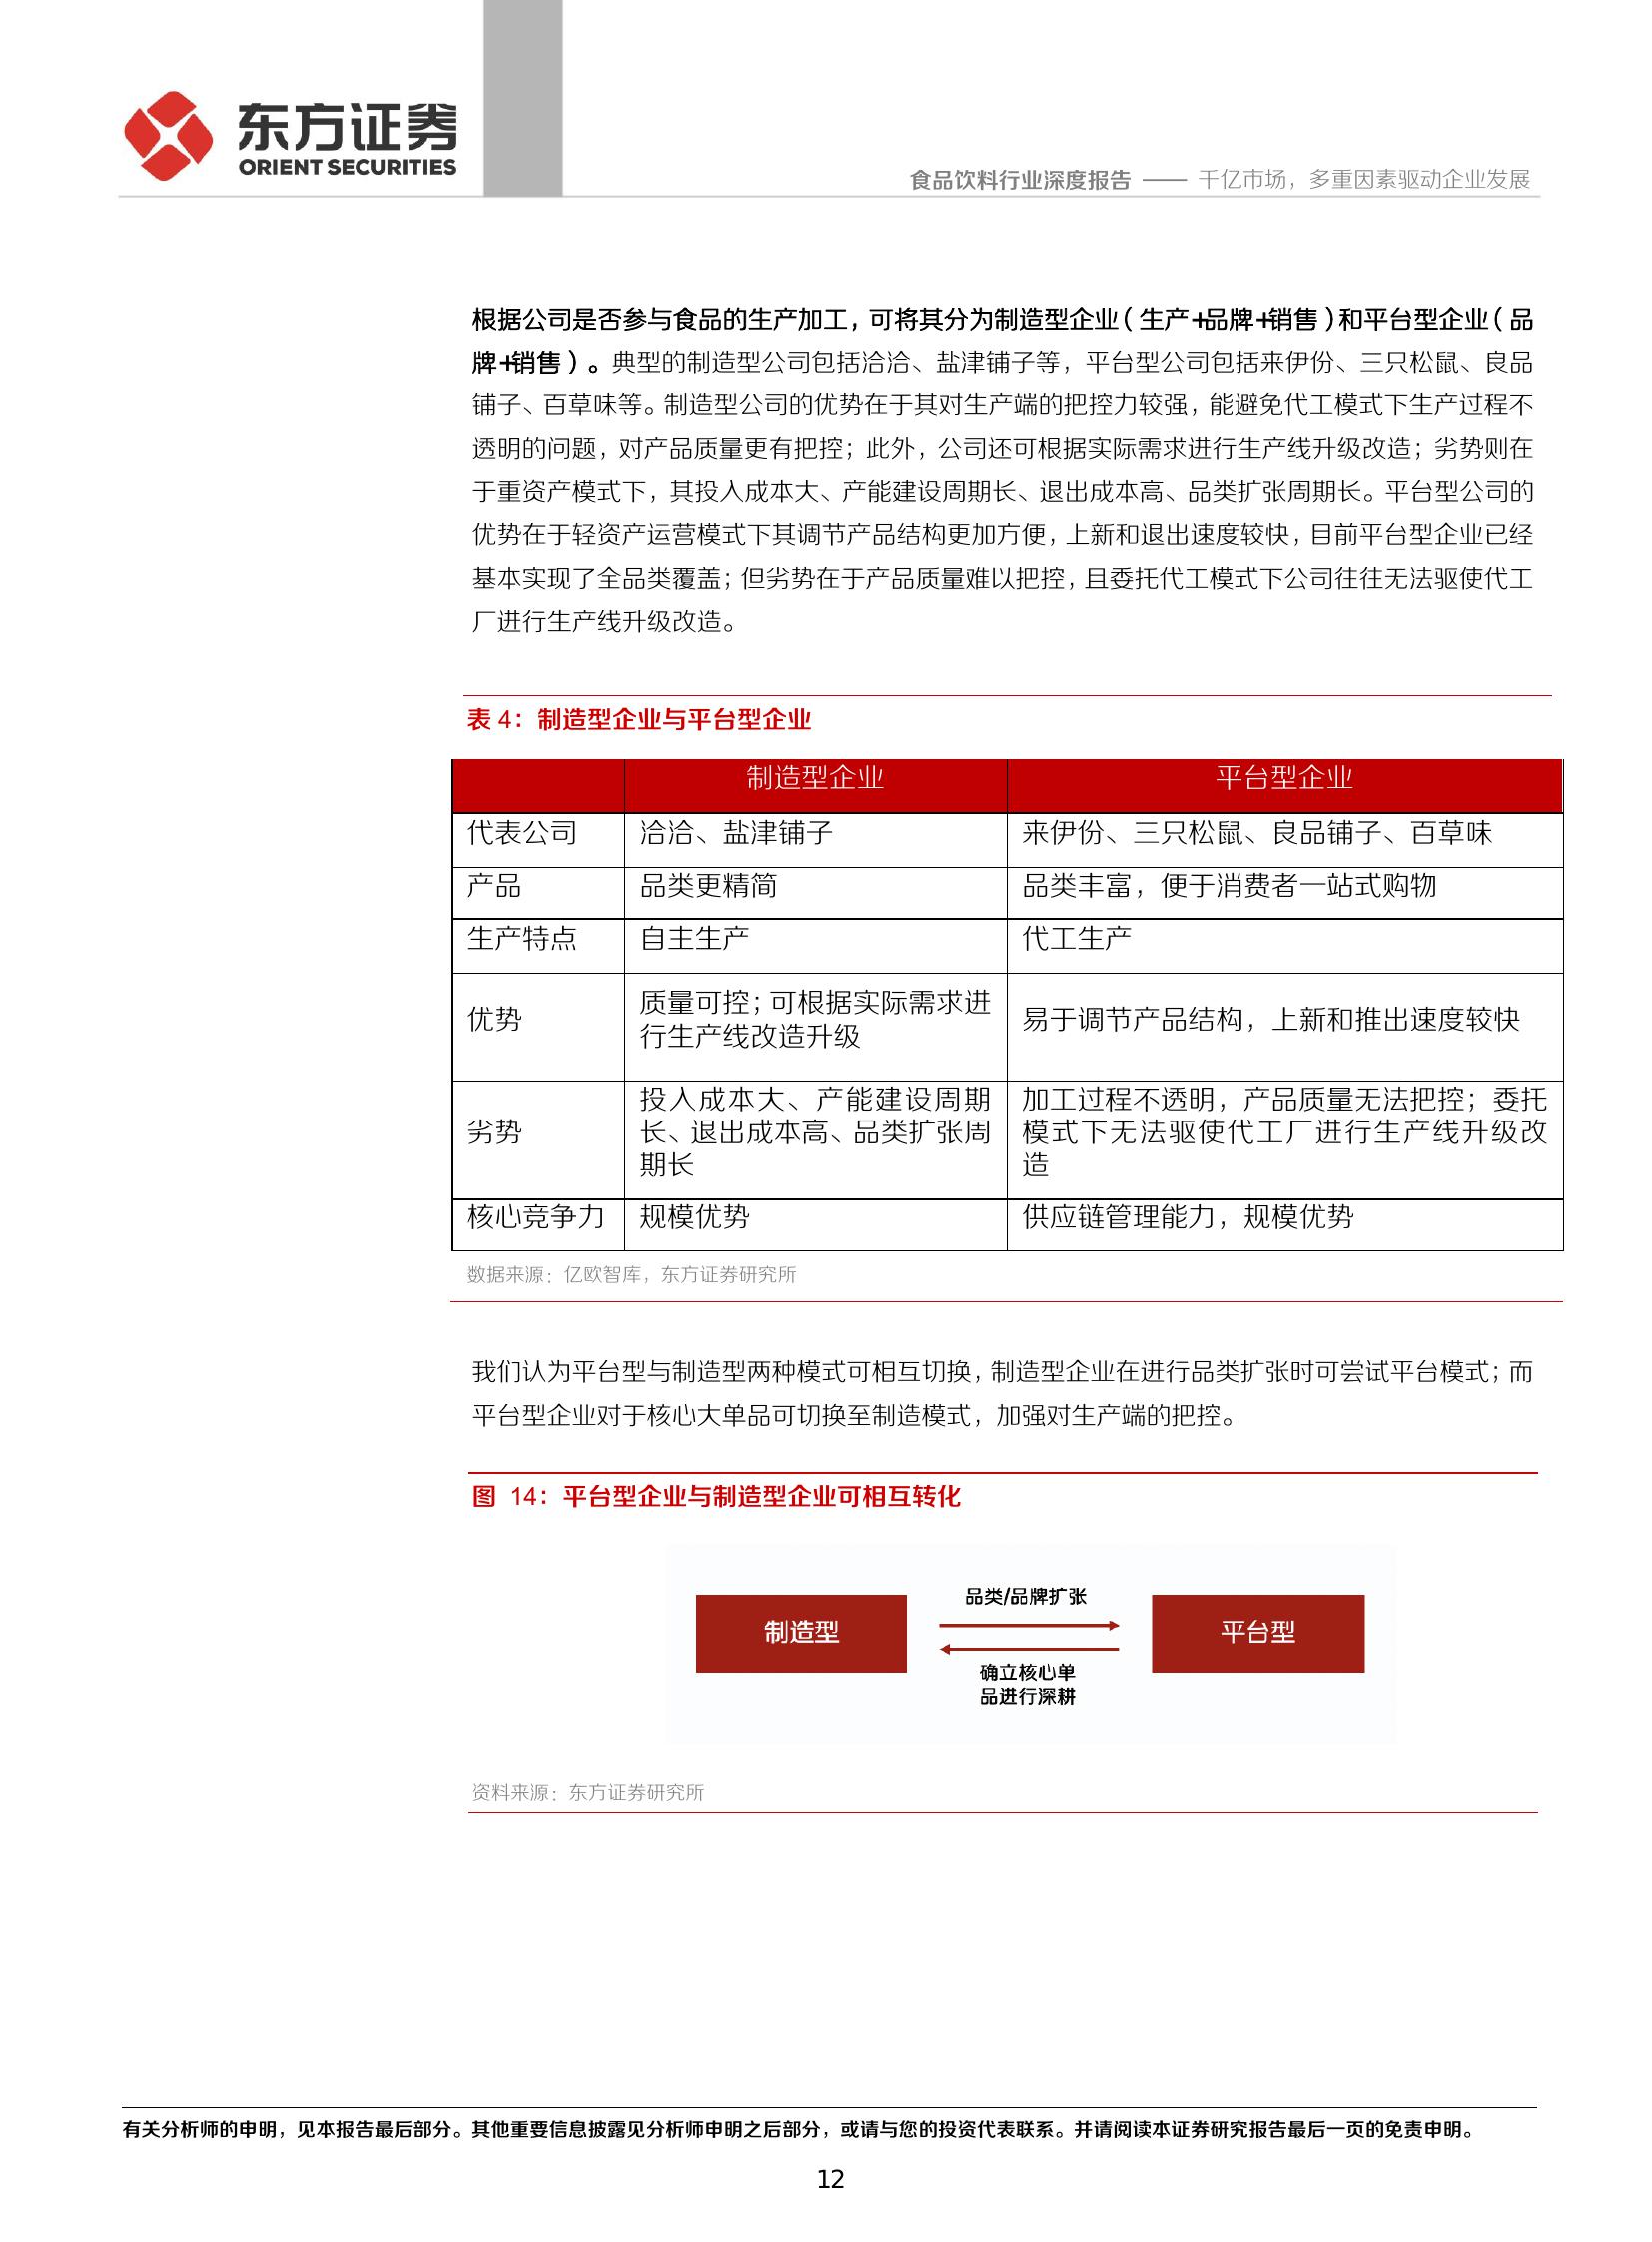 东方证券
ORIENT SECURITIES
食品饮料行业深度报告 —— 千亿市场，多重因素驱动企业发展
根据公司是否参与食品的生产加工，可将其分为制造型企业（生产+品牌+销售）和平台型企业（品
牌+销售）。典型的制造型公司包括洽洽、盐津铺子等，平台型公司包括来伊份、三只松鼠、良品
铺子、百草味等。制造型公司的优势在于其对生产端的把控力较强，能避免代工模式下生产过程不
透明的问题，对产品质量更有把控；此外，公司还可根据实际需求进行生产线升级改造；劣势则在
于重资产模式下，其投入成本大、产能建设周期长、退出成本高、品类扩张周期长。平台型公司的
优势在于轻资产运营模式下其调节产品结构更加方便，上新和退出速度较快，目前平台型企业已经
基本实现了全品类覆盖；但劣势在于产品质量难以把控，且委托代工模式下公司往往无法驱使代工
厂进行生产线升级改造。
表 4：制造型企业与平台型企业
制造型企业 平台型企业
代表公司 洽洽、盐津铺子 来伊份、三只松鼠、良品铺子、百草味
产品 品类更精简 品类丰富，便于消费者一站式购物
生产特点 自主生产 代工生产
优势
质量可控；可根据实际需求进
行生产线改造升级
易于调节产品结构，上新和推出速度较快
劣势
投入成本大、产能建设周期
长、退出成本高、品类扩张周
期长
加工过程不透明，产品质量无法把控；委托
模式下无法驱使代工厂进行生产线升级改
造
核心竞争力 规模优势 供应链管理能力，规模优势
数据来源：亿欧智库，东方证券研究所
我们认为平台型与制造型两种模式可相互切换，制造型企业在进行品类扩张时可尝试平台模式；而
平台型企业对于核心大单品可切换至制造模式，加强对生产端的把控。
图 14：平台型企业与制造型企业可相互转化
制造型
品类/品牌扩张
确立核心单
品进行深耕
平台型
资料来源：东方证券研究所
有关分析师的申明，见本报告最后部分。其他重要信息披露见分析师申明之后部分，或请与您的投资代表联系。并请阅读本证券研究报告最后一页的免责申明。
12